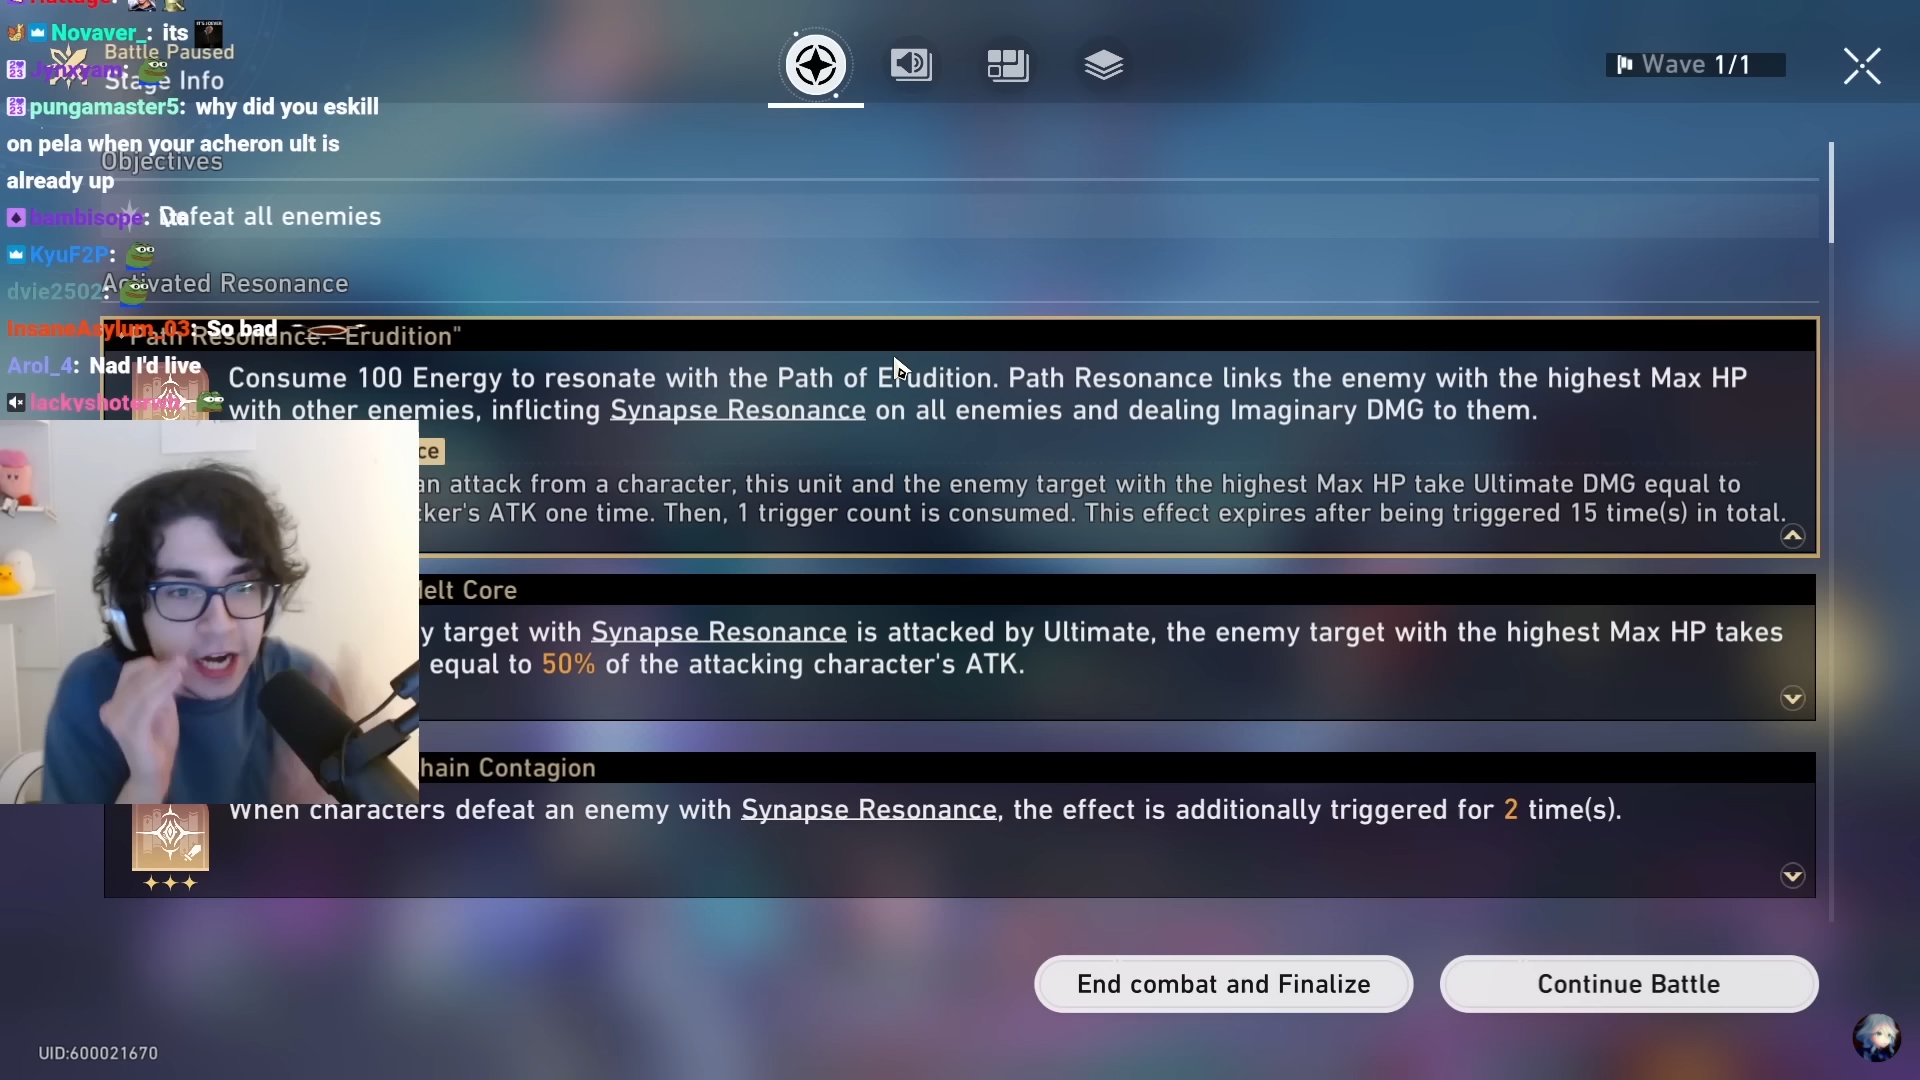 Novaver_: its
Battle Paused
Jynxyam:
Stage Info
Wave 1/1
pungamaster5: why did you eskill
on pela when your acheron ult is
already up
Objectives
bambisope:
Defeat all enemies
KyuF2P:
dvie2502:
Activated Resonance
InsaneAsylum_03: So bad
"Path Resonance: Erudition"
Arol_4: Nad I'd live
Consume 100 Energy to resonate with the Path of Erudition. Path Resonance links the enemy with the highest Max HP
with other enemies, inflicting Synapse Resonance on all enemies and dealing Imaginary DMG to them.
ce
an attack from a character, this unit and the enemy target with the highest Max HP take Ultimate DMG equal to
cker's ATK one time. Then, 1 trigger count is consumed. This effect expires after being triggered 15 time(s) in total.
elt Core
y target with Synapse Resonance is attacked by Ultimate, the enemy target with the highest Max HP takes
equal to 50% of the attacking character's ATK.
hain Contagion
When characters defeat an enemy with Synapse Resonance, the effect is additionally triggered for 2 time(s).
End combat and Finalize
Continue Battle
UID:600021670